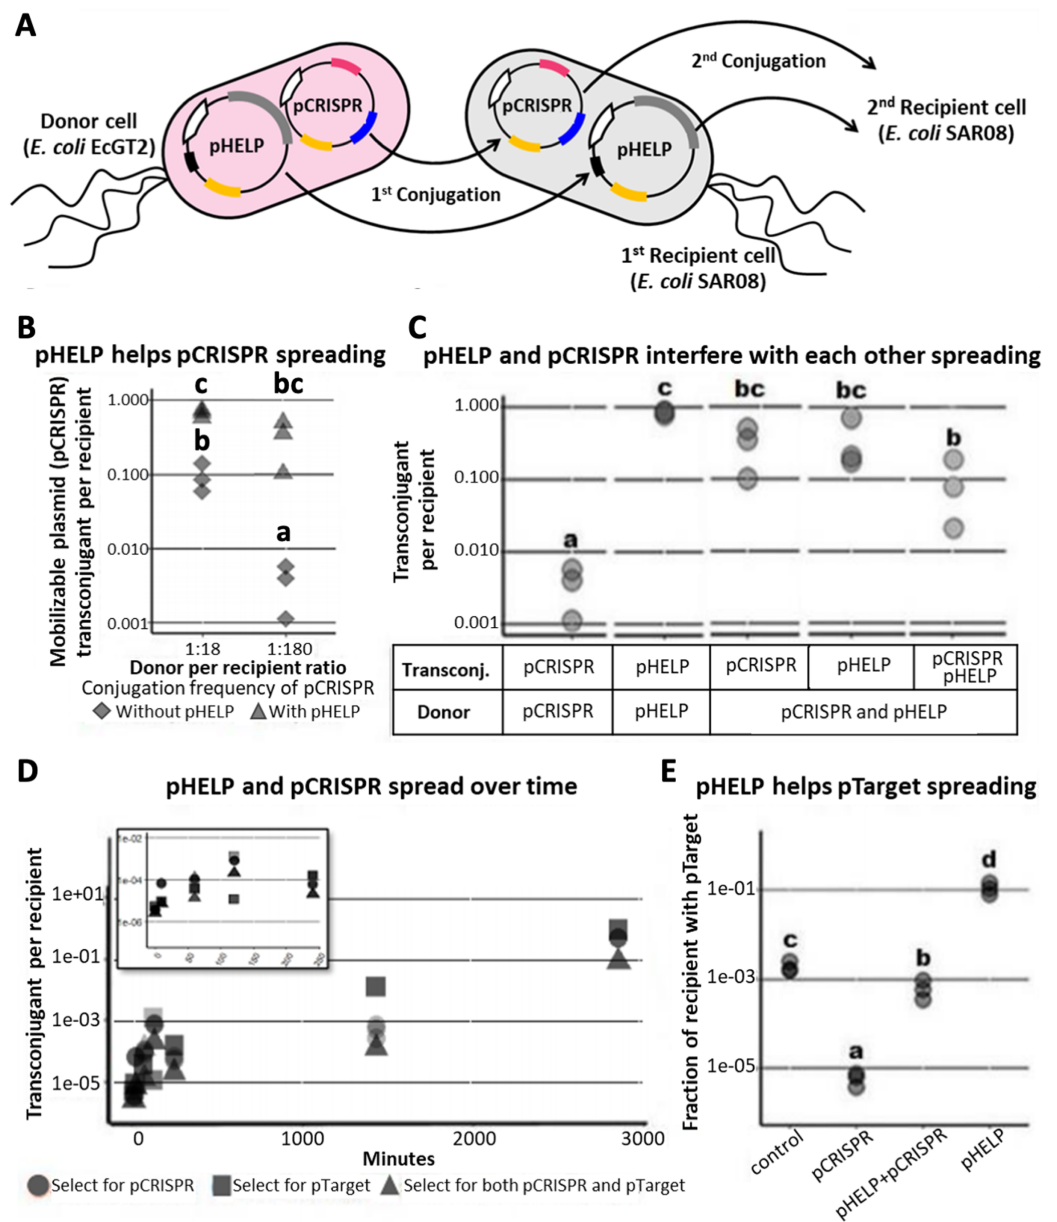 A
Donor cell
(E. coli EcGT2)
pCRISPR
pHELP
1st Conjugation
pCRISPR
pHELP
2nd Conjugation
2nd Recipient cell
(E. coli SAR08)
1st Recipient cell
(E. coli SAR08)
B
pHELP helps pCRISPR spreading
Mobilizable plasmid (pCRISPR)
transconjugant per recipient
1.000
0.100
0.010
0.001
c
b
bc
a
1:18
1:180
Donor per recipient ratio
Conjugation frequency of pCRISPR
Without pHELP
With pHELP
C
pHELP and pCRISPR interfere with each other spreading
Transconjugant
per recipient
1.000
0.100
0.010
0.001
a
c
bc
bc
b
Transconj.
pCRISPR
pHELP
pCRISPR
pHELP
pCRISPR
pHELP
Donor
pCRISPR
pHELP
pCRISPR and pHELP
D
pHELP and pCRISPR spread over time
Transconjugant per recipient
1e+01
1e-01
1e-03
1e-05
1e-02
1e-04
1e-06
0
50
100
150
200
250
0
1000
2000
3000
Minutes
Select for pCRISPR
Select for pTarget
Select for both pCRISPR and pTarget
E
pHELP helps pTarget spreading
Fraction of recipient with pTarget
1e-01
1e-03
1e-05
c
a
b
d
control
pCRISPR
pHELP+pCRISPR
pHELP